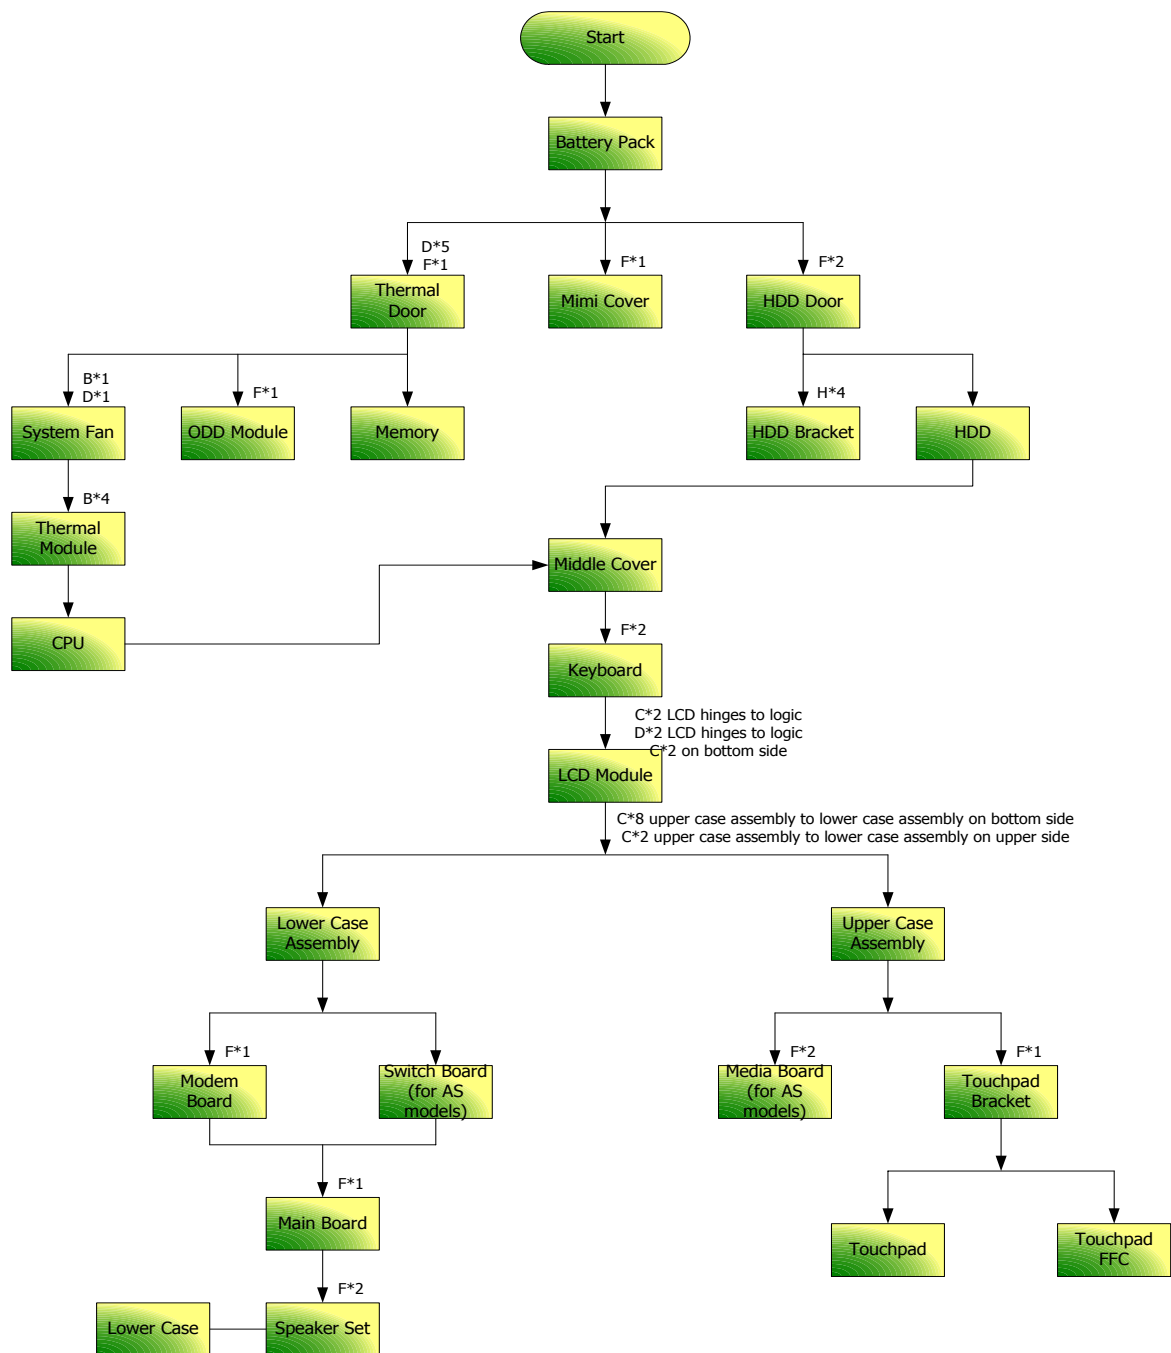 Start
Battery Pack
D*5
F*1
F*1
F*2
Thermal
Door
Mimi Cover
HDD Door
B*1
D*1
F*1
H*4
System Fan
ODD Module
Memory
HDD Bracket
HDD
B*4
Thermal
Module
Middle Cover
CPU
F*2
Keyboard
C*2 LCD hinges to logic
D*2 LCD hinges to logic
C*2 on bottom side
LCD Module
C*8 upper case assembly to lower case assembly on bottom side
C*2 upper case assembly to lower case assembly on upper side
Lower Case
Assembly
Upper Case
Assembly
F*1
F*2
F*1
Modem
Board
Switch Board
(for AS
models)
Media Board
(for AS
models)
Touchpad
Bracket
F*1
Main Board
Touchpad
Touchpad
FFC
F*2
Lower Case
Speaker Set